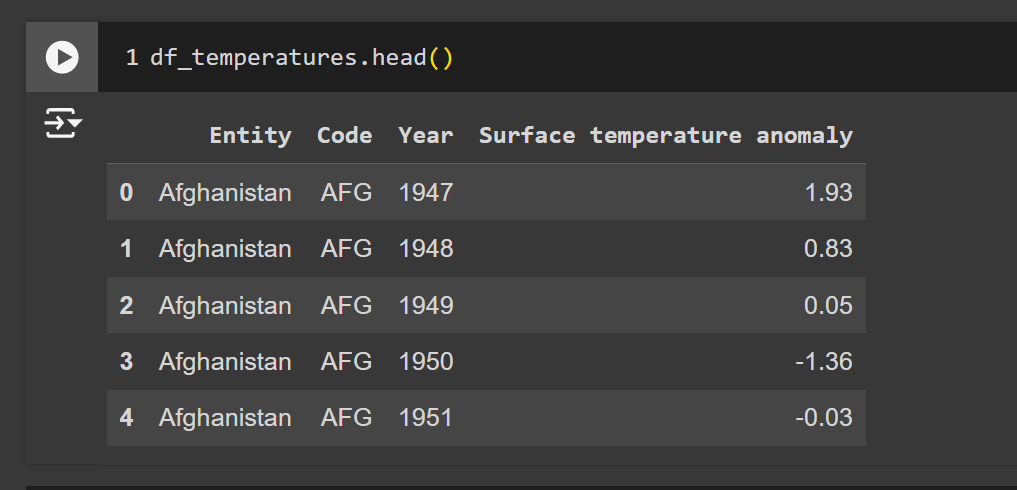 1 df_temperatures.head()
Entity Code Year Surface temperature anomaly
0 Afghanistan AFG 1947 1.93
1 Afghanistan AFG 1948 0.83
2 Afghanistan AFG 1949 0.05
3 Afghanistan AFG 1950 -1.36
4 Afghanistan AFG 1951 -0.03